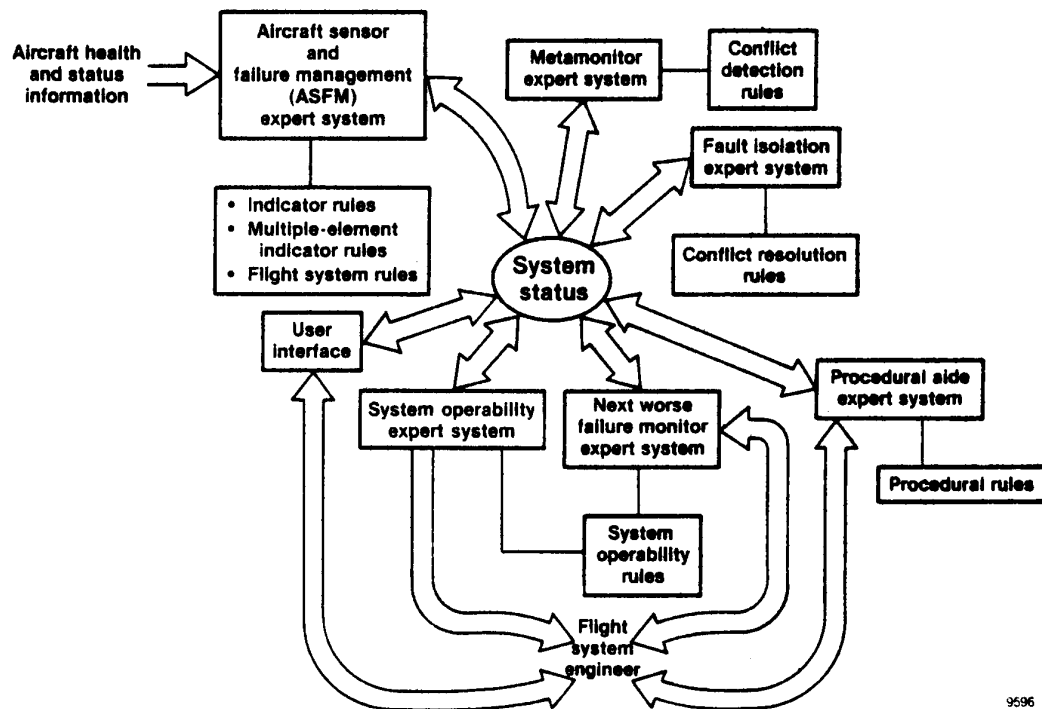 Aircraft health
and status
information
Aircraft sensor
and
failure management
(ASFM)
expert system
• Indicator rules
• Multiple-element
indicator rules
• Flight system rules
Metamonitor
expert system
Conflict
detection
rules
Fault isolation
expert system
Conflict resolution
rules
System
status
User
interface
System operability
expert system
Next worse
failure monitor
expert system
Procedural aide
expert system
Procedural rules
System
operability
rules
Flight
system
engineer
9596